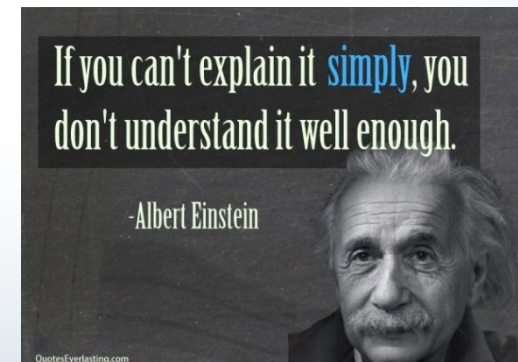 If you can't explain it simply, you
don't understand it well enough.
-Albert Einstein
QuotesEverlasting.com